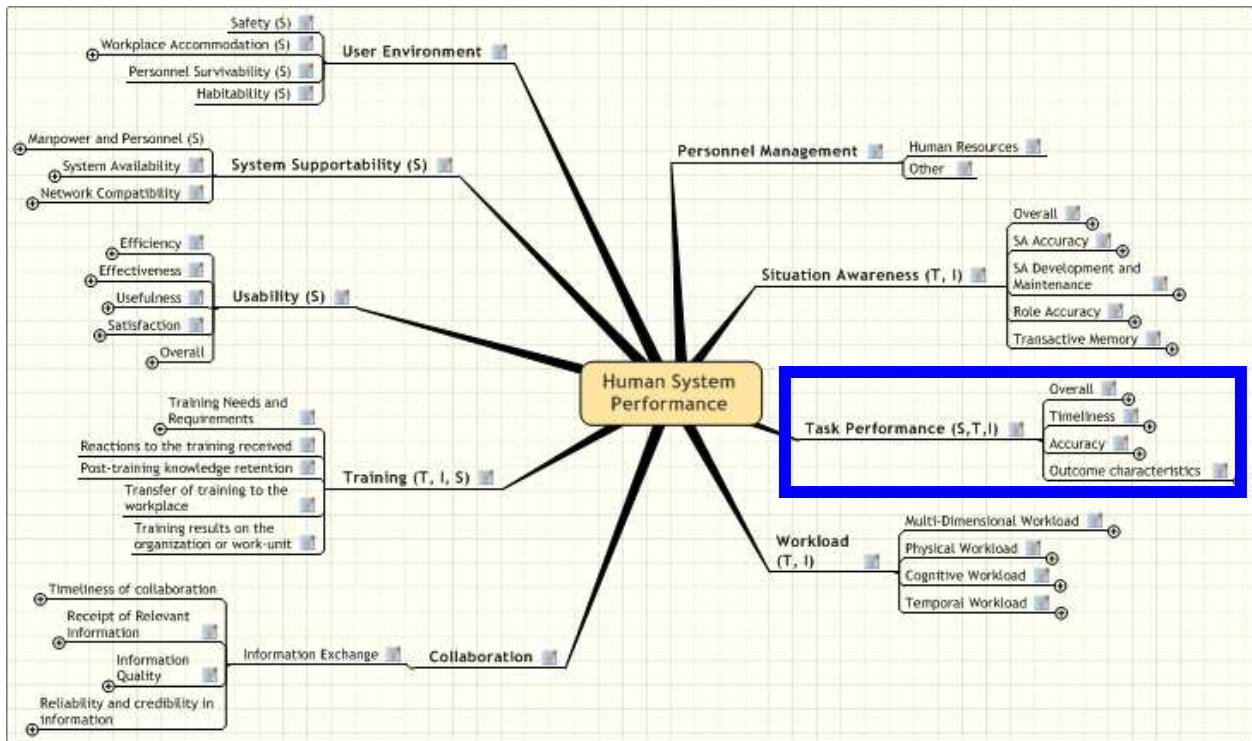 Safety (S)
Workplace Accommodation (S)
Personnel Survivability (S)
Habitability (S)
User Environment
Manpower and Personnel (S)
System Availability
Network Compatibility
System Supportability (S)
Efficiency
Effectiveness
Usefulness
Satisfaction
Overall
Usability (S)
Training Needs and
Requirements
Reactions to the training received
Post-training knowledge retention
Transfer of training to the
workplace
Training results on the
organization or work-unit
Training (T, I, S)
Timeliness of collaboration
Receipt of Relevant
Information
Information
Quality
Reliability and credibility in
information
Information Exchange
Collaboration
Human System
Performance
Personnel Management
Human Resources
Other
Situation Awareness (T, I)
Overall
SA Accuracy
SA Development and
Maintenance
Role Accuracy
Transactive Memory
Task Performance (S,T,I)
Overall
Timeliness
Accuracy
Outcome characteristics
Workload
(T, I)
Multi-Dimensional Workload
Physical Workload
Cognitive Workload
Temporal Workload